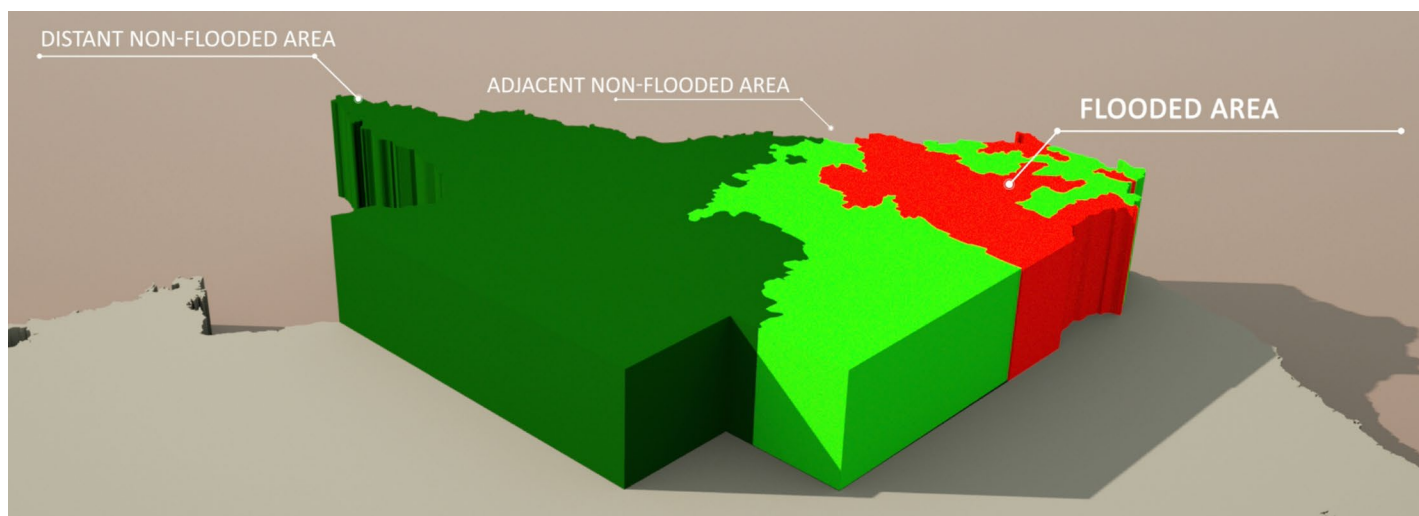 DISTANT NON-FLOODED AREA
ADJACENT NON-FLOODED AREA
FLOODED AREA